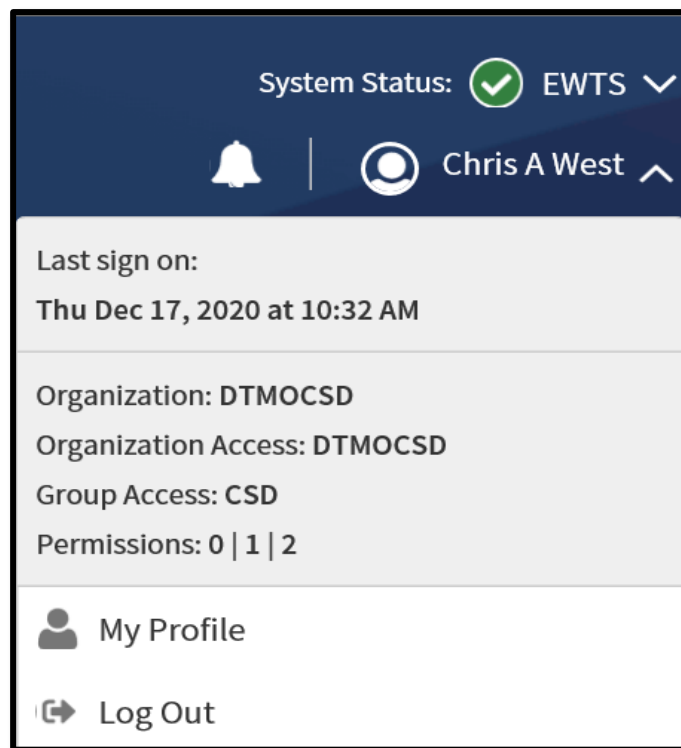 System Status: EWTS
Chris A West
Last sign on:
Thu Dec 17, 2020 at 10:32 AM
Organization: DTMOCSD
Organization Access: DTMOCSD
Group Access: CSD
Permissions: 0 | 1 | 2
My Profile
Log Out